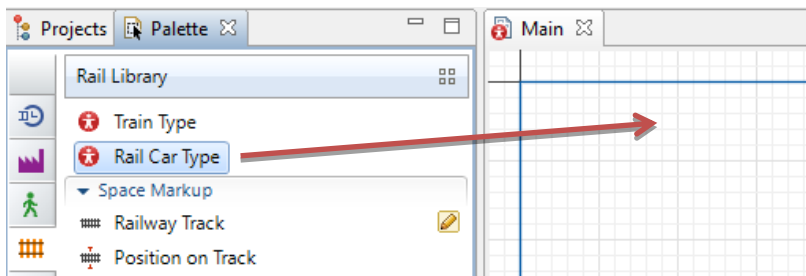 Projects Palette Main
Rail Library
Train Type
Rail Car Type
Space Markup
Railway Track
Position on Track